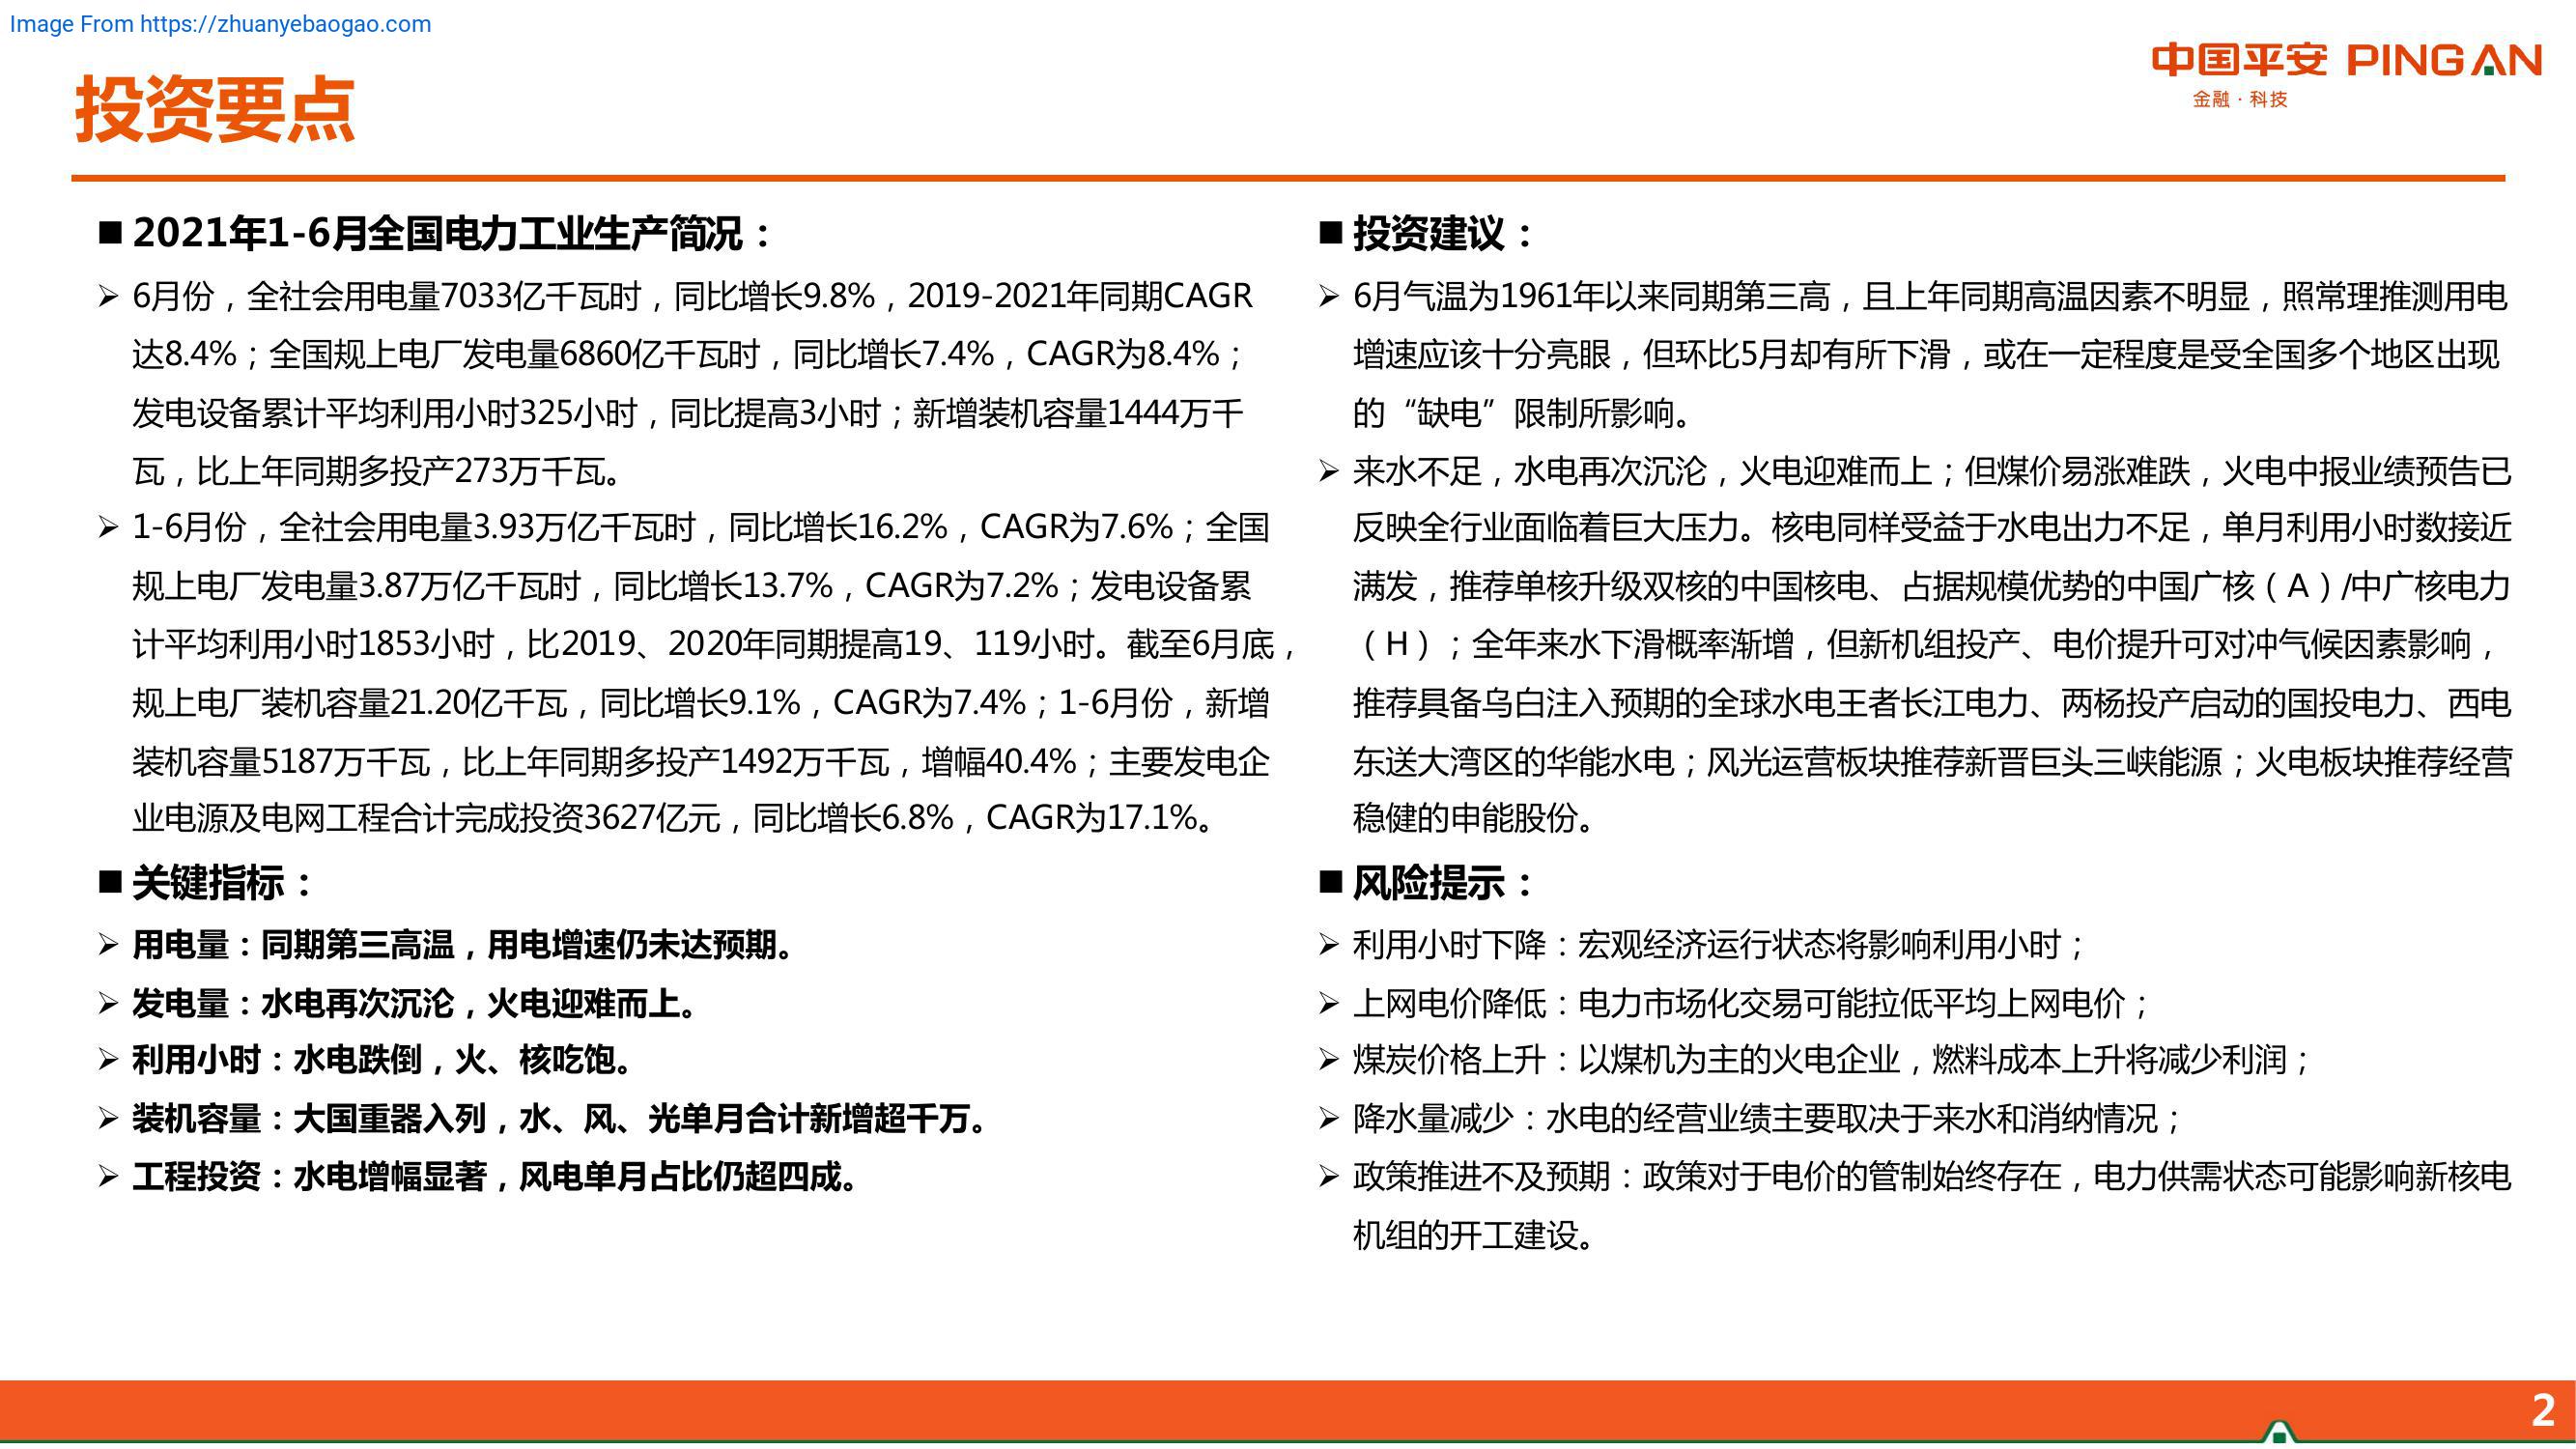 Image From https://zhuanyebaogao.com
中国平安 PINGAN
金融·科技
投资要点
■ 2021年1-6月全国电力工业生产简况：
➢ 6月份，全社会用电量7033亿千瓦时，同比增长9.8%，2019-2021年同期CAGR
达8.4%；全国规上电厂发电量6860亿千瓦时，同比增长7.4%，CAGR为8.4%；
发电设备累计平均利用小时325小时，同比提高3小时；新增装机容量1444万千
瓦，比上年同期多投产273万千瓦。
➢ 1-6月份，全社会用电量3.93万亿千瓦时，同比增长16.2%，CAGR为7.6%；全国
规上电厂发电量3.87万亿千瓦时，同比增长13.7%，CAGR为7.2%；发电设备累
计平均利用小时1853小时，比2019、2020年同期提高19、119小时。截至6月底，
规上电厂装机容量21.20亿千瓦，同比增长9.1%，CAGR为7.4%；1-6月份，新增
装机容量5187万千瓦，比上年同期多投产1492万千瓦，增幅40.4%；主要发电企
业电源及电网工程合计完成投资3627亿元，同比增长6.8%，CAGR为17.1%。
■ 关键指标：
➢ 用电量：同期第三高温，用电增速仍未达预期。
➢ 发电量：水电再次沉沦，火电迎难而上。
➢ 利用小时：水电跌倒，火、核吃饱。
➢ 装机容量：大国重器入列，水、风、光单月合计新增超千万。
➢ 工程投资：水电增幅显著，风电单月占比仍超四成。
■ 投资建议：
➢ 6月气温为1961年以来同期第三高，且上年同期高温因素不明显，照常理推测用电
增速应该十分亮眼，但环比5月却有所下滑，或在一定程度是受全国多个地区出现
的“缺电”限制所影响。
➢ 来水不足，水电再次沉沦，火电迎难而上；但煤价易涨难跌，火电中报业绩预告已
反映全行业面临着巨大压力。核电同样受益于水电出力不足，单月利用小时数接近
满发，推荐单核升级双核的中国核电、占据规模优势的中国广核（A）/中广核电力
（H）；全年来水下滑概率渐增，但新机组投产、电价提升可对冲气候因素影响，
推荐具备乌白注入预期的全球水电王者长江电力、两杨投产启动的国投电力、西电
东送大湾区的华能水电；风光运营板块推荐新晋巨头三峡能源；火电板块推荐经营
稳健的申能股份。
■ 风险提示：
➢ 利用小时下降：宏观经济运行状态将影响利用小时；
➢ 上网电价降低：电力市场化交易可能拉低平均上网电价；
➢ 煤炭价格上升：以煤机为主的火电企业，燃料成本上升将减少利润；
➢ 降水量减少：水电的经营业绩主要取决于来水和消纳情况；
➢ 政策推进不及预期：政策对于电价的管制始终存在，电力供需状态可能影响新核电
机组的开工建设。
2